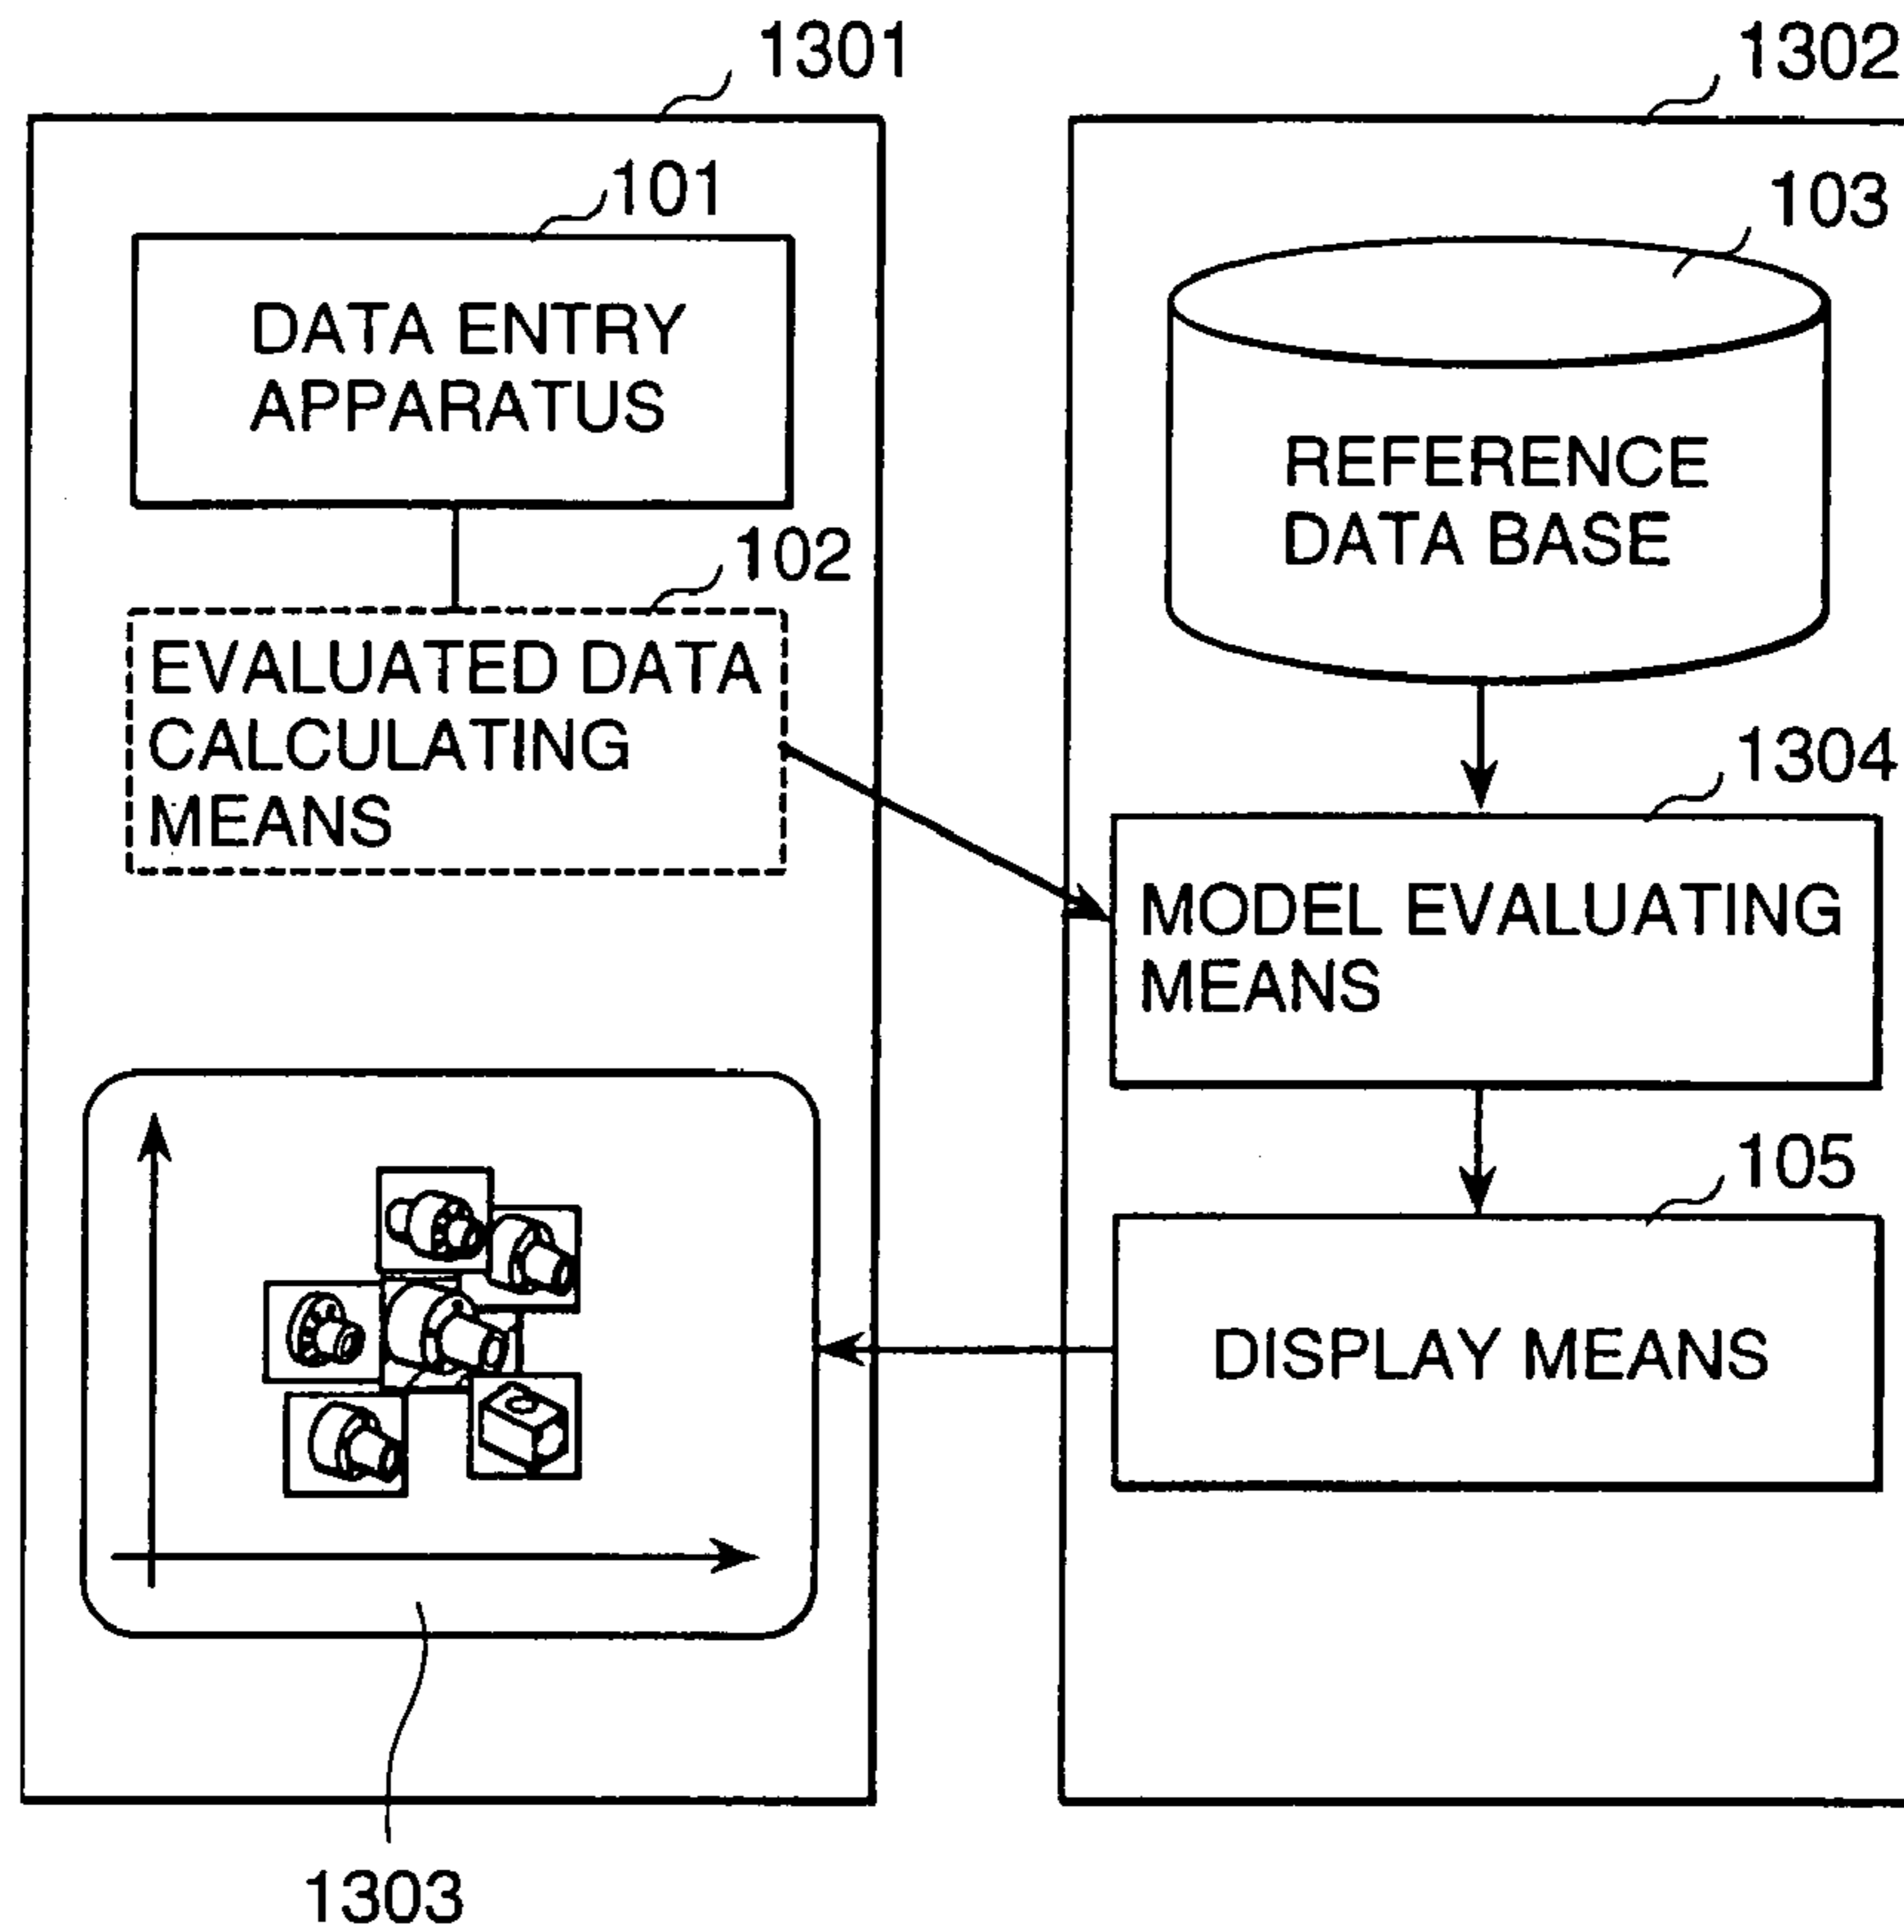 1301
1302
101
DATA ENTRY
APPARATUS
102
EVALUATED DATA
CALCULATING
MEANS
103
REFERENCE
DATA BASE
1304
MODEL EVALUATING
MEANS
105
DISPLAY MEANS
1303